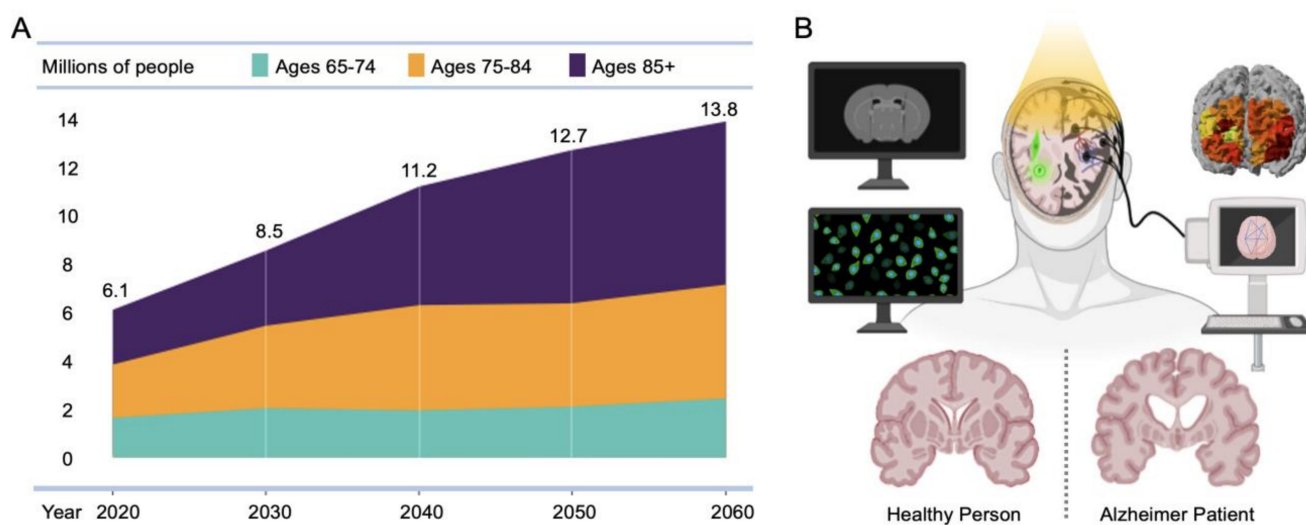 A
Millions of people
Ages 65-74
Ages 75-84
Ages 85+
14
12
10
8
6
4
2
0
6.1
8.5
11.2
12.7
13.8
Year 2020 2030 2040 2050 2060
B
Healthy Person
Alzheimer Patient